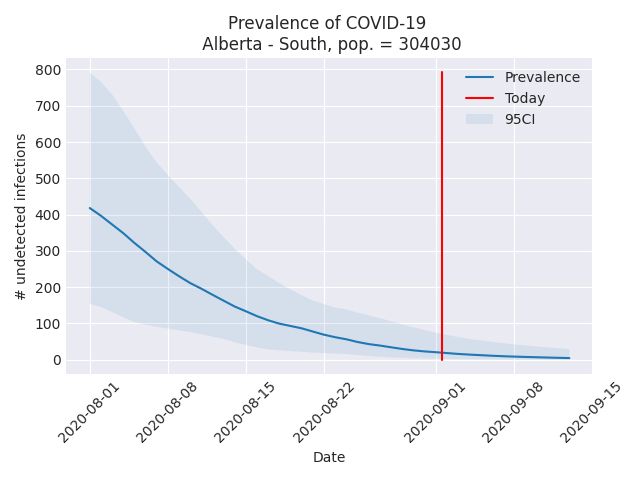 Prevalence of COVID-19
Alberta - South, pop. = 304030
800
700
600
500
400
300
200
100
0
# undetected infections
Prevalence
Today
95CI
2020-08-01
2020-08-08
2020-08-15
2020-08-22
2020-09-01
2020-09-08
2020-09-15
Date